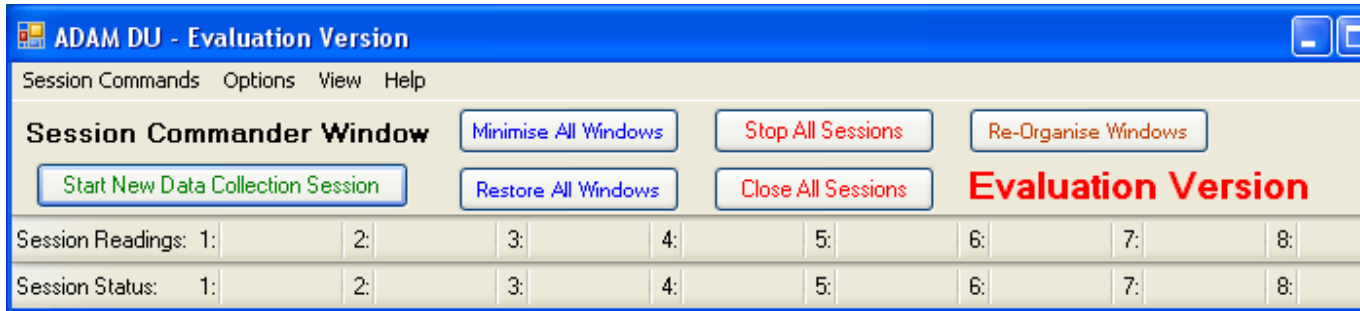 ADAM DU - Evaluation Version
Session Commands Options View Help
Session Commander Window Minimise All Windows Stop All Sessions Re-Organise Windows
Start New Data Collection Session Restore All Windows Close All Sessions Evaluation Version
Session Readings: 1: 2: 3: 4: 5: 6: 7: 8:
Session Status: 1: 2: 3: 4: 5: 6: 7: 8: